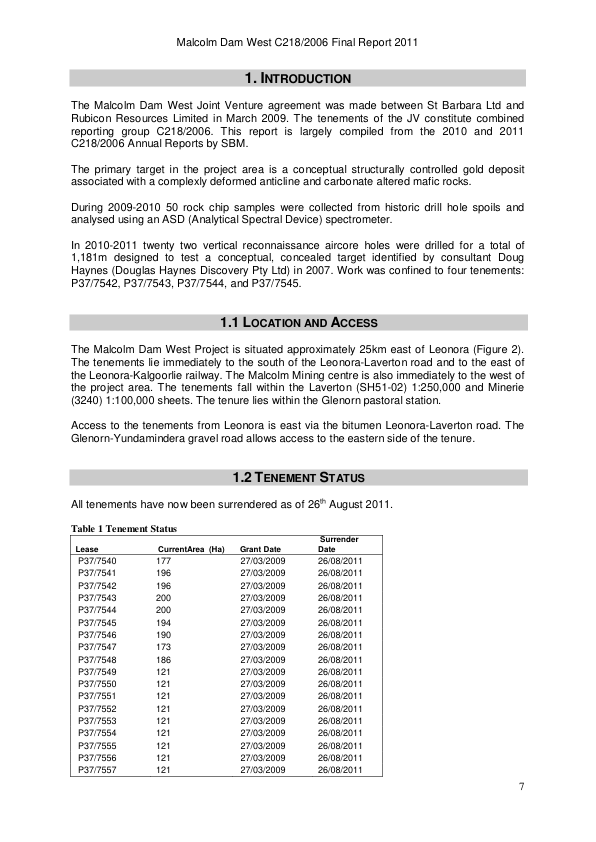 Malcolm Dam West C218/2006 Final Report 2011
1. INTRODUCTION
The Malcolm Dam West Joint Venture agreement was made between St Barbara Ltd and
Rubicon Resources Limited in March 2009. The tenements of the JV constitute combined
reporting group C218/2006. This report is largely compiled from the 2010 and 2011
C218/2006 Annual Reports by SBM.
The primary target in the project area is a conceptual structurally controlled gold deposit
associated with a complexly deformed anticline and carbonate altered mafic rocks.
During 2009-2010 50 rock chip samples were collected from historic drill hole spoils and
analysed using an ASD (Analytical Spectral Device) spectrometer.
In 2010-2011 twenty two vertical reconnaissance aircore holes were drilled for a total of
1,181m designed to test a conceptual, concealed target identified by consultant Doug
Haynes (Douglas Haynes Discovery Pty Ltd) in 2007. Work was confined to four tenements:
P37/7542, P37/7543, P37/7544, and P37/7545.
1.1 LOCATION AND ACCESS
The Malcolm Dam West Project is situated approximately 25km east of Leonora (Figure 2).
The tenements lie immediately to the south of the Leonora-Laverton road and to the east of
the Leonora-Kalgoorlie railway. The Malcolm Mining centre is also immediately to the west of
the project area. The tenements fall within the Laverton (SH51-02) 1:250,000 and Minerie
(3240) 1:100,000 sheets. The tenure lies within the Glenorn pastoral station.
Access to the tenements from Leonora is east via the bitumen Leonora-Laverton road. The
Glenorn-Yundamindera gravel road allows access to the eastern side of the tenure.
1.2 TENEMENT STATUS
All tenements have now been surrendered as of 26th August 2011.
Table 1 Tenement Status
Lease CurrentArea (Ha) Grant Date Surrender Date
P37/7540 177 27/03/2009 26/08/2011
P37/7541 196 27/03/2009 26/08/2011
P37/7542 196 27/03/2009 26/08/2011
P37/7543 200 27/03/2009 26/08/2011
P37/7544 200 27/03/2009 26/08/2011
P37/7545 194 27/03/2009 26/08/2011
P37/7546 190 27/03/2009 26/08/2011
P37/7547 173 27/03/2009 26/08/2011
P37/7548 186 27/03/2009 26/08/2011
P37/7549 121 27/03/2009 26/08/2011
P37/7550 121 27/03/2009 26/08/2011
P37/7551 121 27/03/2009 26/08/2011
P37/7552 121 27/03/2009 26/08/2011
P37/7553 121 27/03/2009 26/08/2011
P37/7554 121 27/03/2009 26/08/2011
P37/7555 121 27/03/2009 26/08/2011
P37/7556 121 27/03/2009 26/08/2011
P37/7557 121 27/03/2009 26/08/2011
7